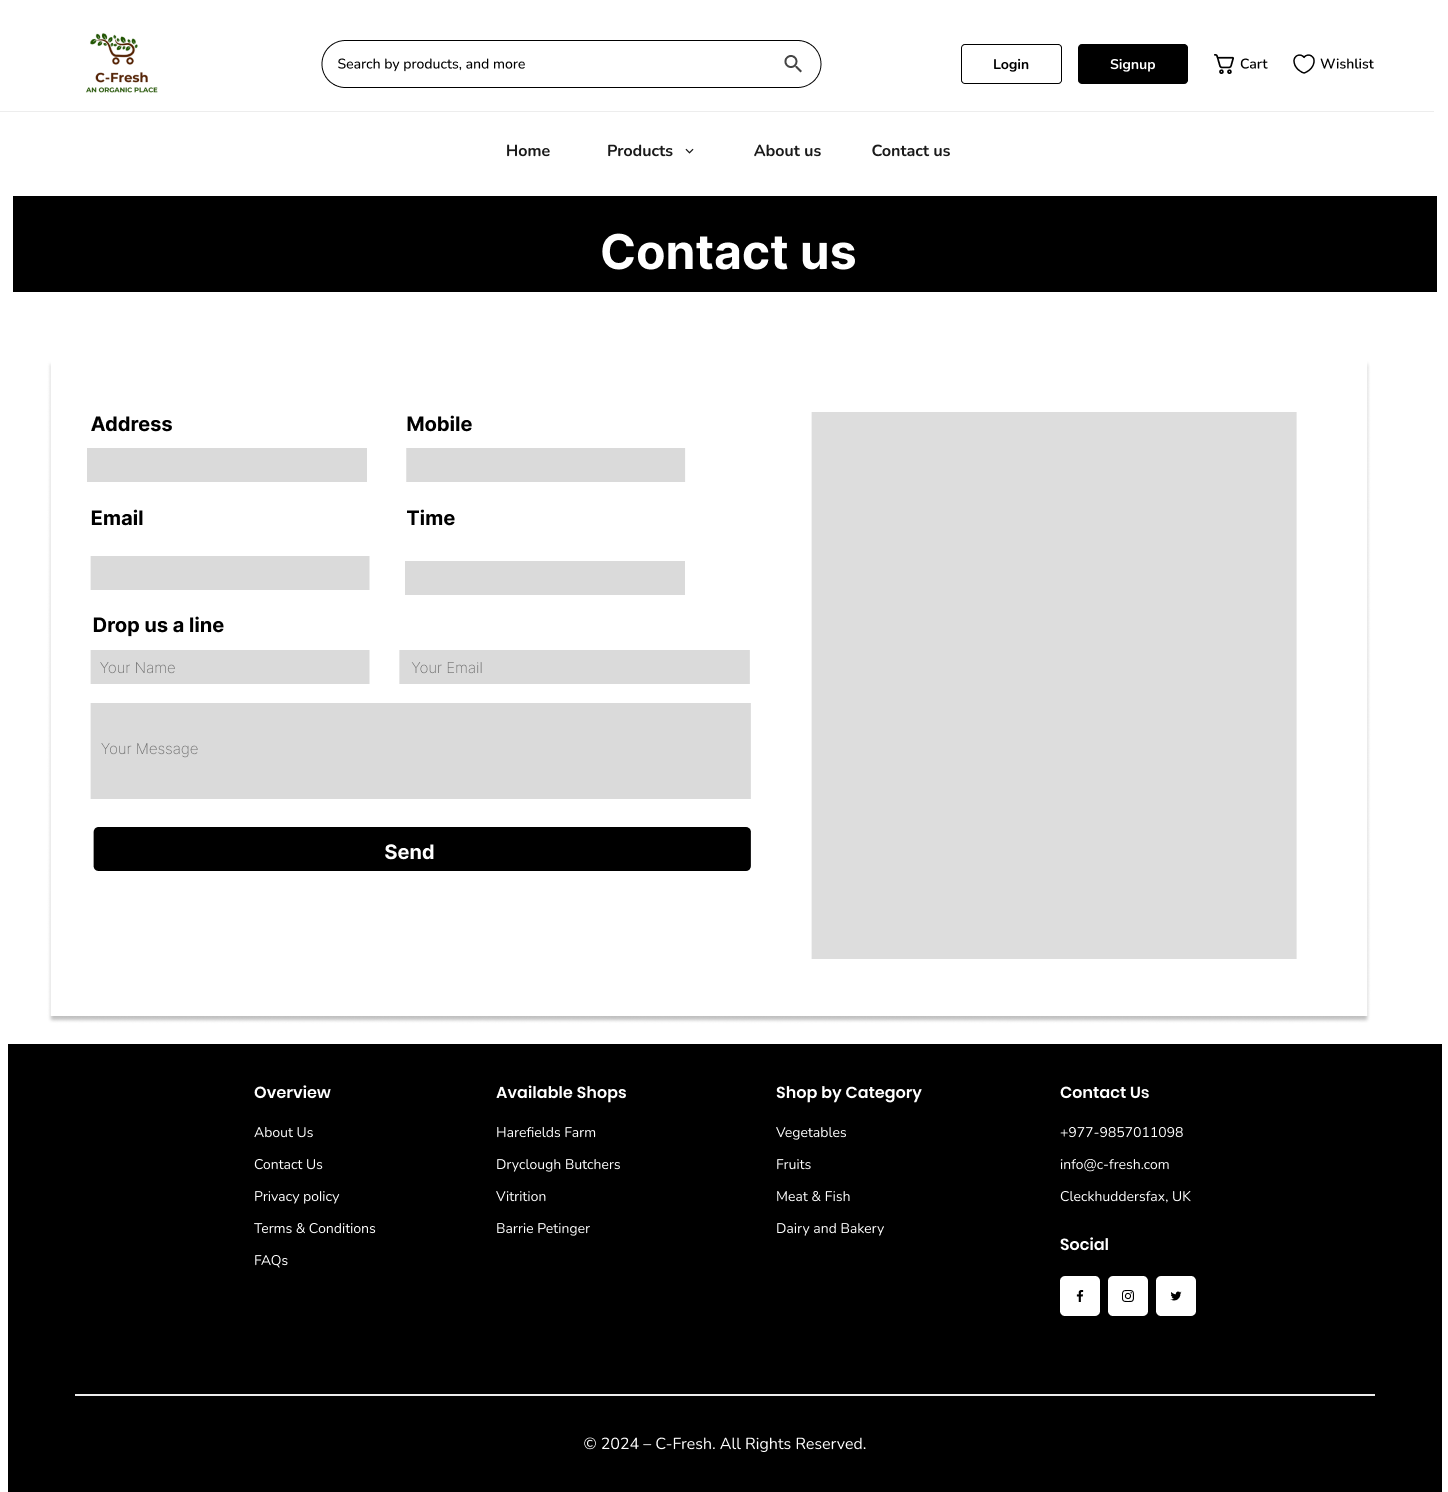 C-Fresh
AN ORGANIC PLACE
Search by products, and more
Login
Signup
Cart
Wishlist
Home
Products
About us
Contact us
Contact us
Address
Mobile
Email
Time
Drop us a line
Your Name
Your Email
Your Message
Send
Overview
About Us
Contact Us
Privacy policy
Terms & Conditions
FAQs
Available Shops
Harefields Farm
Dryclough Butchers
Vitrition
Barrie Petinger
Shop by Category
Vegetables
Fruits
Meat & Fish
Dairy and Bakery
Contact Us
+977-9857011098
info@c-fresh.com
Cleckhuddersfax, UK
Social
© 2024 – C-Fresh. All Rights Reserved.